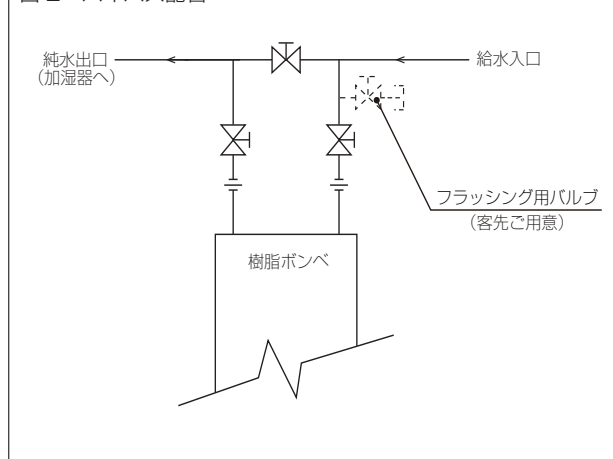 純水出口
(加湿器へ)
給水入口
フラッシング用バルブ
(客先ご用意)
樹脂ボンベ